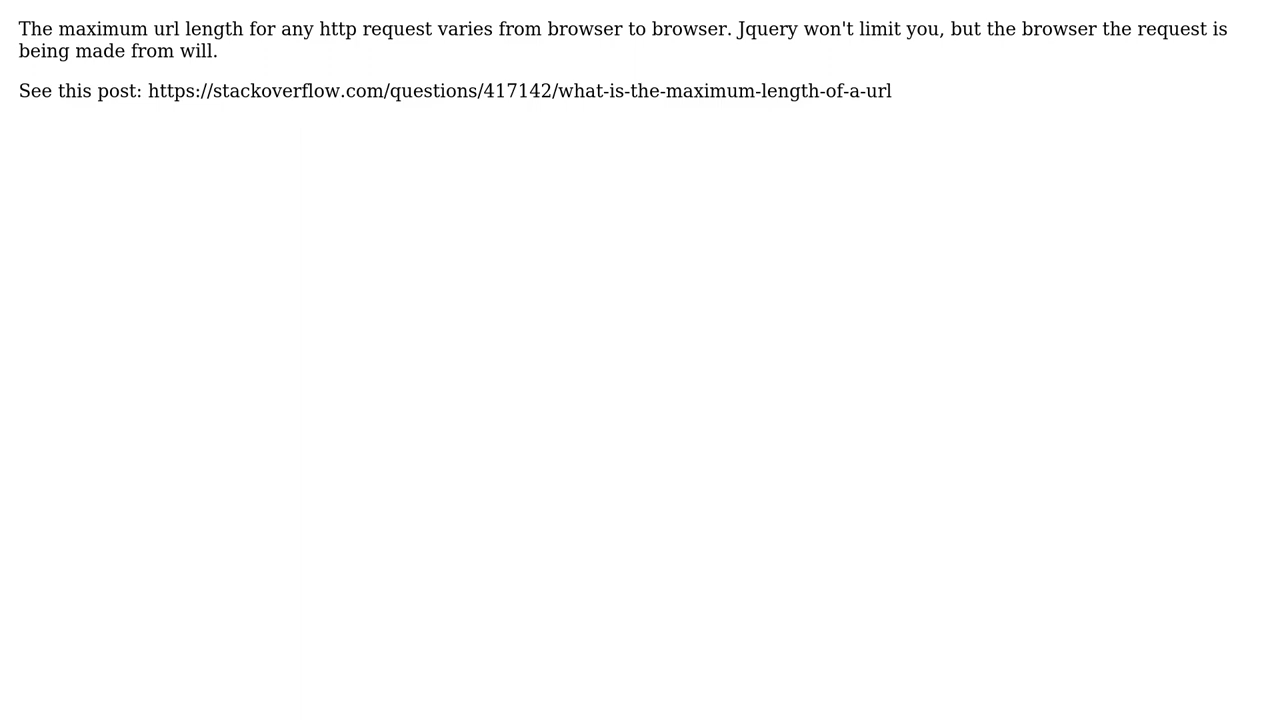 The maximum url length for any http request varies from browser to browser. Jquery won't limit you, but the browser the request is
being made from will.
See this post: https://stackoverflow.com/questions/417142/what-is-the-maximum-length-of-a-url